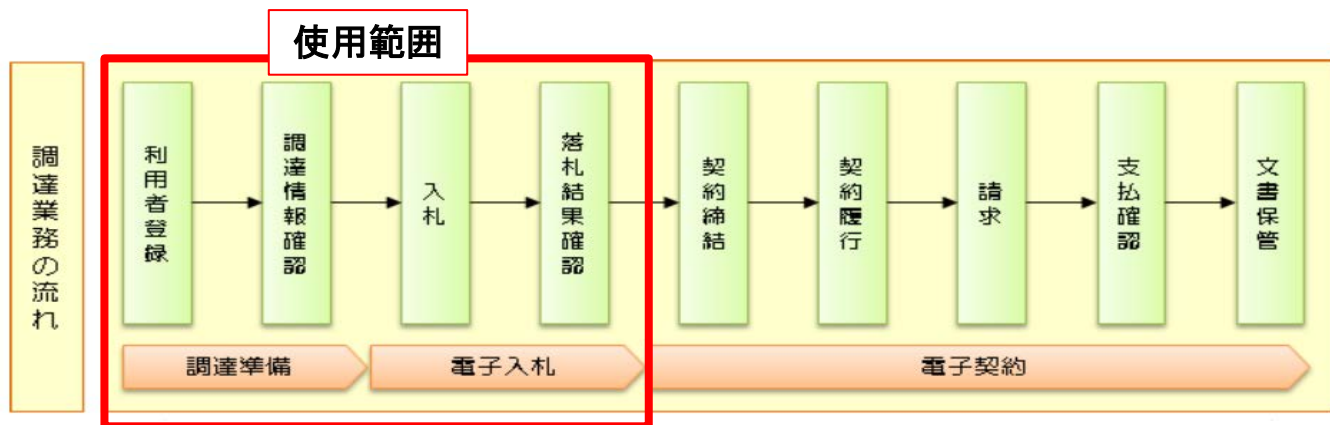 使用範囲
調達業務の流れ
利用者登録
調達情報確認
入札
落札結果確認
契約締結
契約履行
請求
支払確認
文書保管
調達準備
電子入札
電子契約